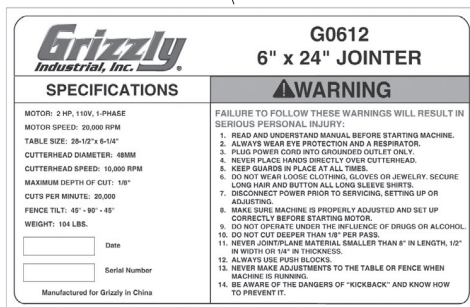 Grizzly
Industrial, Inc.®
G0612
6" x 24" JOINTER
SPECIFICATIONS
MOTOR: 2 HP, 110V, 1-PHASE
MOTOR SPEED: 20,000 RPM
TABLE SIZE: 28-1/2"x 6-1/4"
CUTTERHEAD DIAMETER: 48MM
CUTTERHEAD SPEED: 10,000 RPM
MAXIMUM DEPTH OF CUT: 1/8"
CUTS PER MINUTE: 20,000
FENCE TILT: 45° - 90° - 45°
WEIGHT: 104 LBS.
Date
Serial Number
Manufactured for Grizzly in China
WARNING
FAILURE TO FOLLOW THESE WARNINGS WILL RESULT IN
SERIOUS PERSONAL INJURY:
1. READ AND UNDERSTAND MANUAL BEFORE STARTING MACHINE.
2. ALWAYS WEAR EYE PROTECTION AND A RESPIRATOR.
3. PLUG POWER CORD INTO GROUNDED OUTLET ONLY.
4. NEVER PLACE HANDS DIRECTLY OVER CUTTERHEAD.
5. KEEP GUARDS IN PLACE AT ALL TIMES.
6. DO NOT WEAR LOOSE CLOTHING, GLOVES OR JEWELRY. SECURE
LONG HAIR AND BUTTON ALL LONG SLEEVE SHIRTS.
7. DISCONNECT POWER PRIOR TO SERVICING, SETTING UP OR
ADJUSTING.
8. MAKE SURE MACHINE IS PROPERLY ADJUSTED AND SET UP
CORRECTLY BEFORE STARTING MOTOR.
9. DO NOT OPERATE UNDER THE INFLUENCE OF DRUGS OR ALCOHOL.
10. DO NOT CUT DEEPER THAN 1/8" PER PASS.
11. NEVER JOINT/PLANE MATERIAL SMALLER THAN 8" IN LENGTH, 1/2"
IN WIDTH OR 1/4" IN THICKNESS.
12. ALWAYS USE PUSH BLOCKS.
13. NEVER MAKE ADJUSTMENTS TO THE TABLE OR FENCE WHEN
MACHINE IS RUNNING.
14. BE AWARE OF THE DANGERS OF "KICKBACK" AND KNOW HOW
TO PREVENT IT.